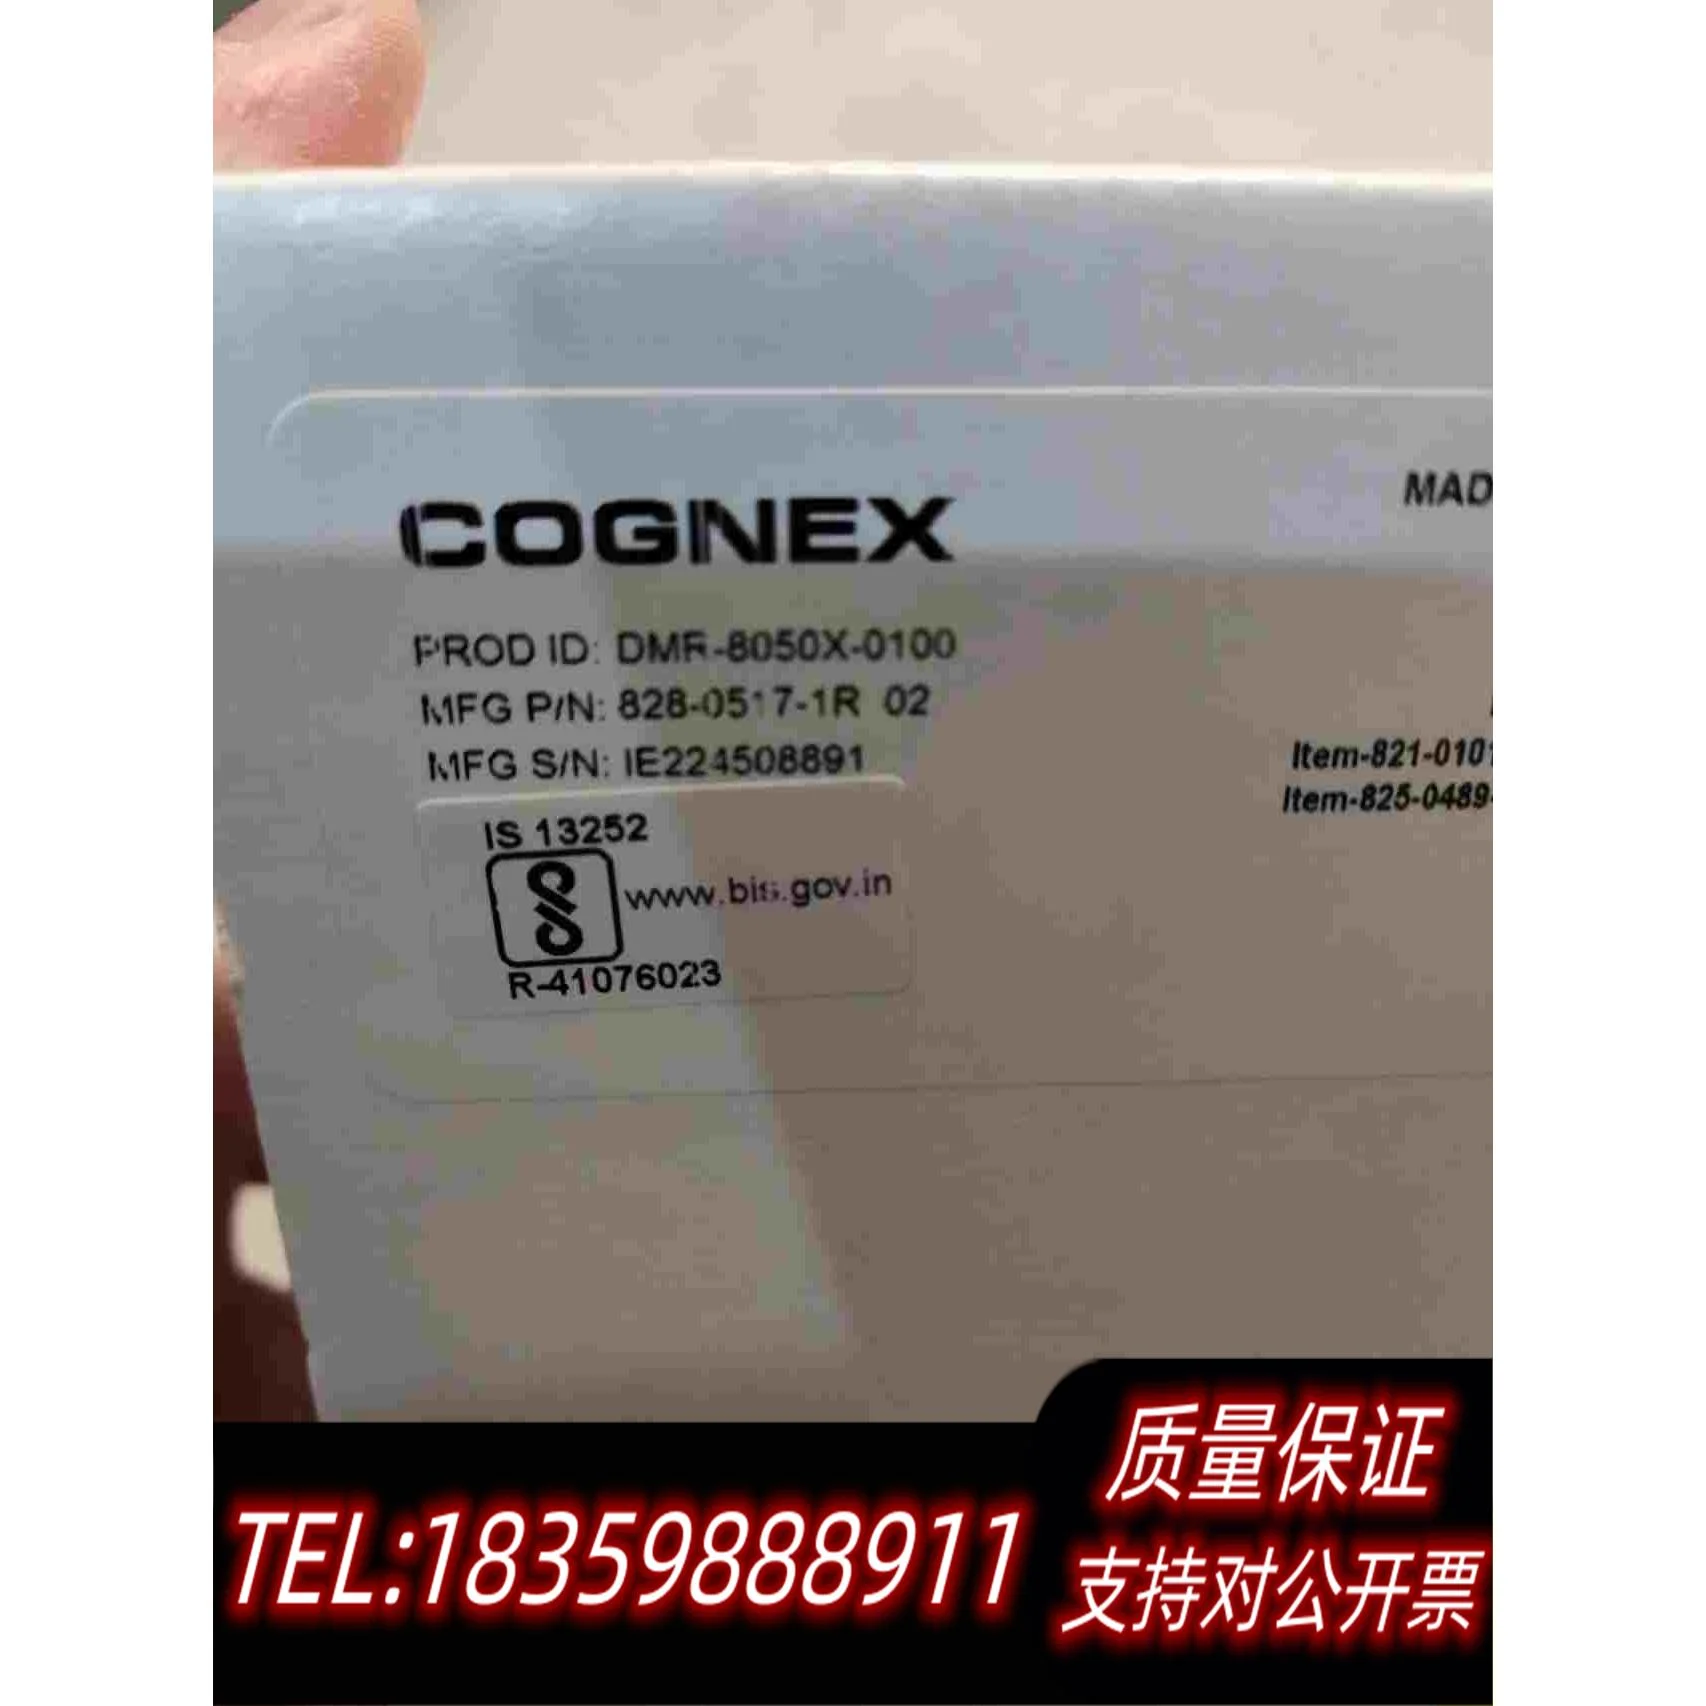 COGNEX
MAD
PROD ID: DMR-8050X-0100
MFG P/N: 828-0517-1R 02
MFG S/N: IE224508891
Item-821-0101
Item-825-0489-
IS 13252
www.bis.gov.in
R-41076023
质量保证
TEL:18359888911
支持对公开票